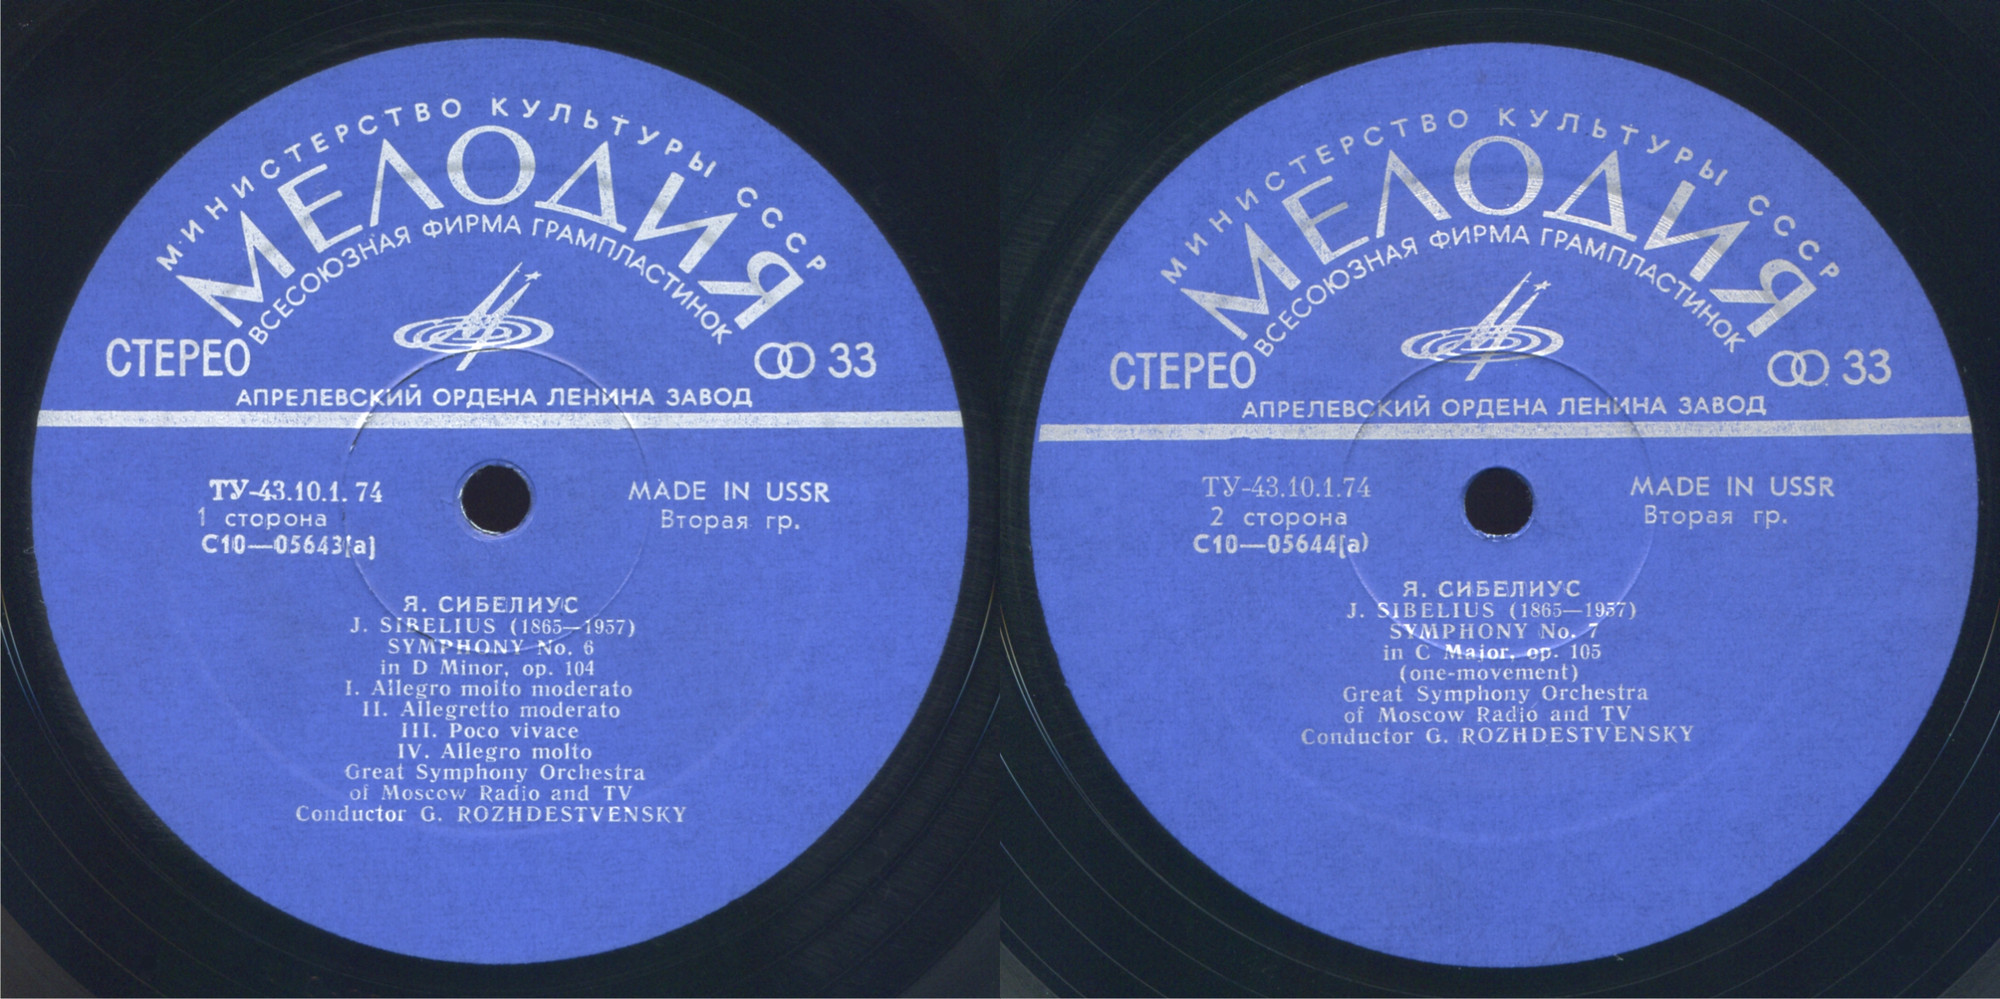 МИНИСТЕРСТВО КУЛЬТУРЫ СССР
МЕЛОДИЯ
ВСЕСОЮЗНАЯ ФИРМА ГРАМПЛАСТИНОК
СТЕРЕО
33
АПРЕЛЕВСКИЙ ОРДЕНА ЛЕНИНА ЗАВОД
ТУ-43.10.1.74
1 сторона
С10—05643(а)
MADE IN USSR
Вторая гр.
Я. СИБЕЛИУС
J. SIBELIUS (1865—1957)
SYMPHONY No. 6
in D Minor, op. 104
I. Allegro molto moderato
II. Allegretto moderato
III. Poco vivace
IV. Allegro molto
Great Symphony Orchestra
of Moscow Radio and TV
Conductor G. ROZHDESTVENSKY
МИНИСТЕРСТВО КУЛЬТУРЫ СССР
МЕЛОДИЯ
ВСЕСОЮЗНАЯ ФИРМА ГРАМПЛАСТИНОК
СТЕРЕО
33
АПРЕЛЕВСКИЙ ОРДЕНА ЛЕНИНА ЗАВОД
ТУ-43.10.1.74
2 сторона
С10—05644(а)
MADE IN USSR
Вторая гр.
Я. СИБЕЛИУС
J. SIBELIUS (1865—1957)
SYMPHONY No. 7
in C Major, op. 105
(one-movement)
Great Symphony Orchestra
of Moscow Radio and TV
Conductor G. ROZHDESTVENSKY